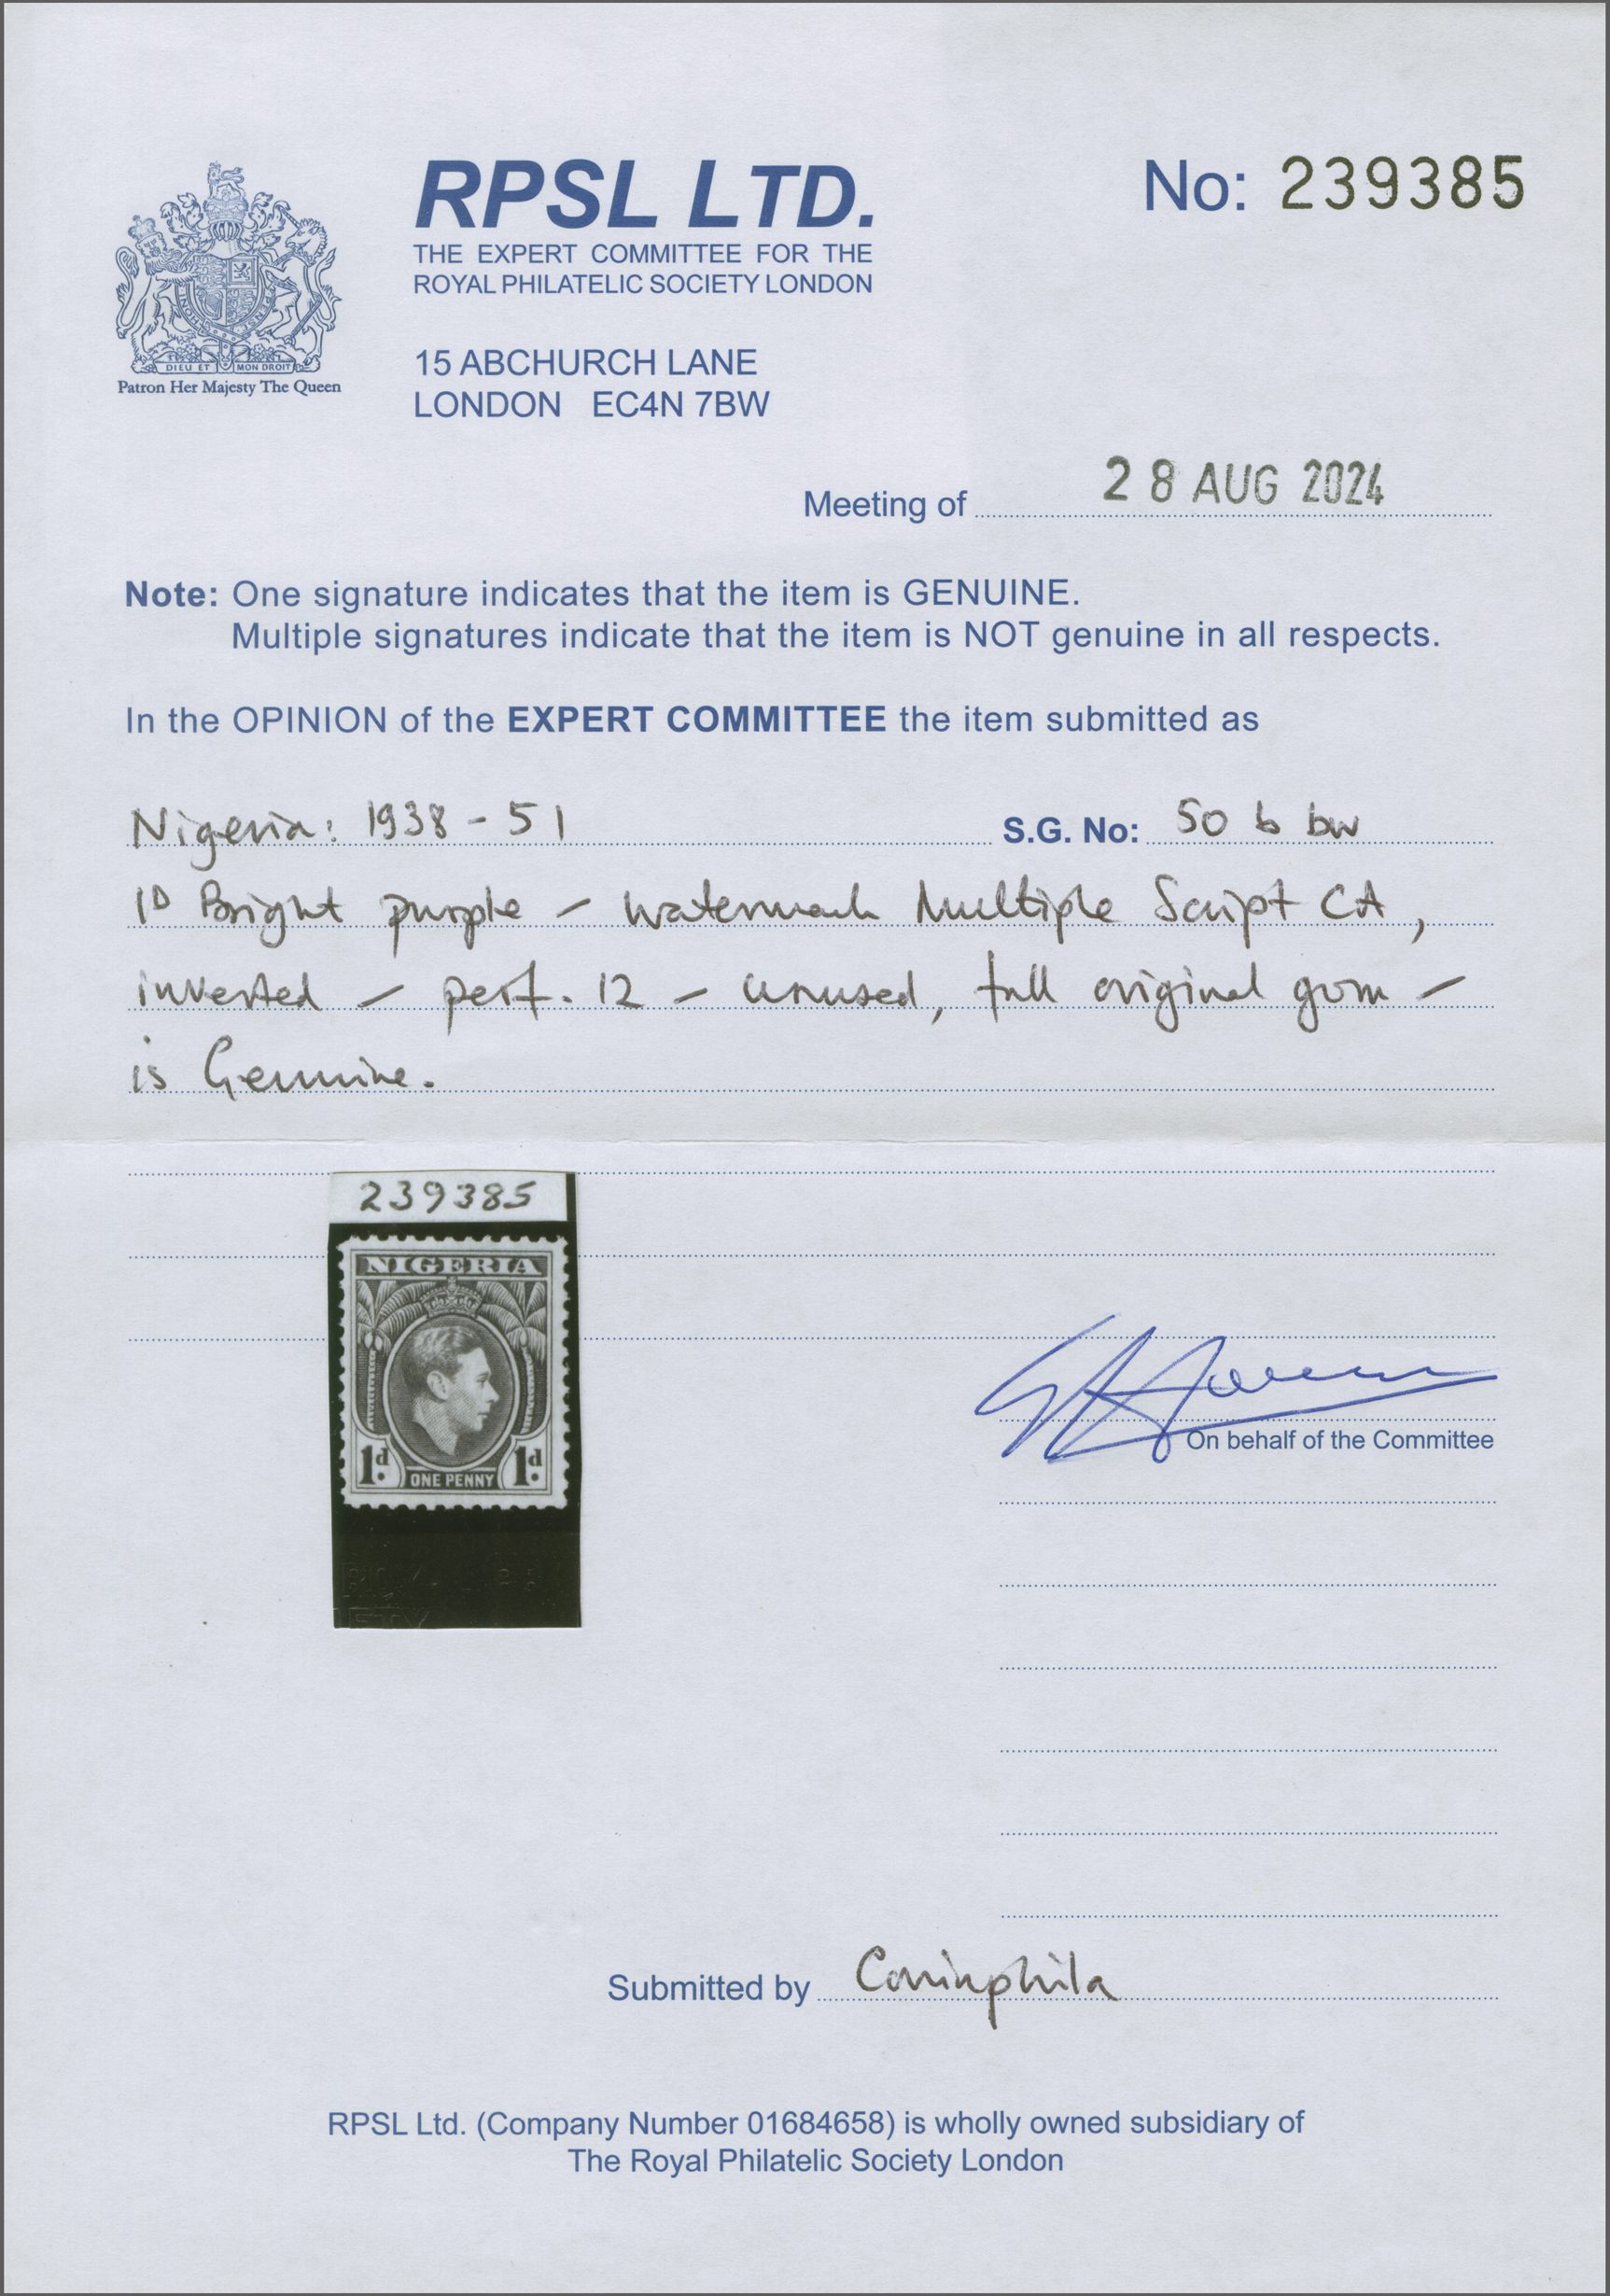 RPSL LTD.
THE EXPERT COMMITTEE FOR THE
ROYAL PHILATELIC SOCIETY LONDON
No: 239385
DIEU ET MON DROIT
Patron Her Majesty The Queen
15 ABCHURCH LANE
LONDON EC4N 7BW
Meeting of 28 AUG 2024
Note: One signature indicates that the item is GENUINE.
Multiple signatures indicate that the item is NOT genuine in all respects.
In the OPINION of the EXPERT COMMITTEE the item submitted as
Nigeria: 1938-51 S.G. No: 50 b bw
1D Bright purple - watermark Multiple Script CA,
inverted - perf. 12 - unused, full original gum -
is Genuine.
239385
NIGERIA
1d. ONE PENNY 1d.
On behalf of the Committee
Submitted by Corinphila
RPSL Ltd. (Company Number 01684658) is wholly owned subsidiary of
The Royal Philatelic Society London